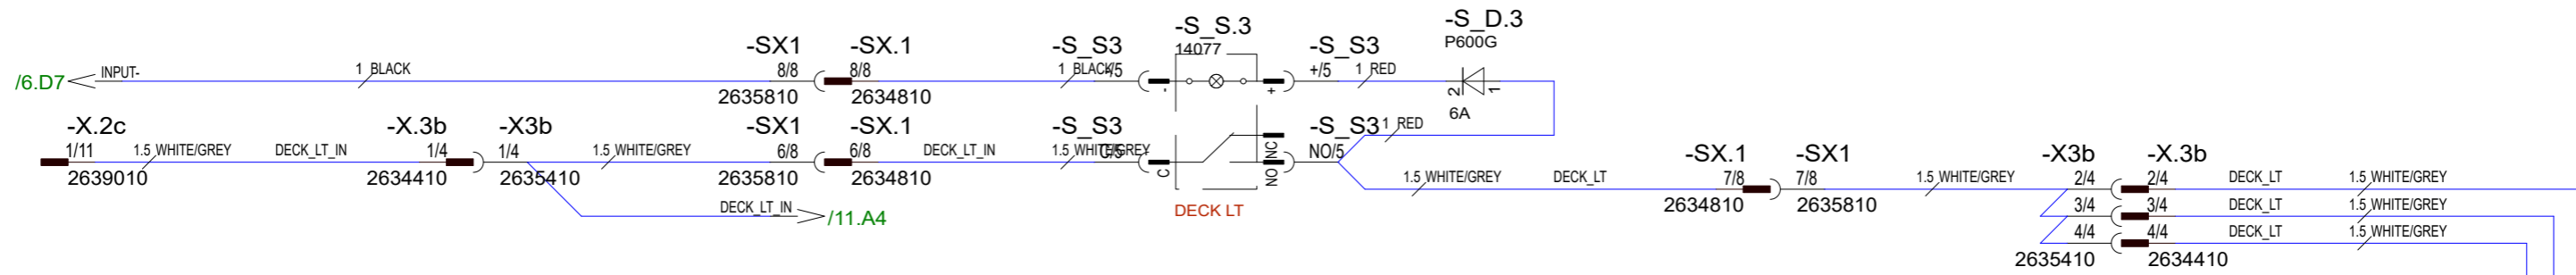 -S_D.3
P600G
-S_S.3
14077
-SX1 -SX.1 -S_S3 -S_S3
/6.D7 INPUT- 1 BLACK 8/8 8/8 1 BLACK +/5 1 RED
2635810 2634810 - + 2 1
6A
-X.2c -X.3b -X3b -SX1 -SX.1 -S_S3 -S_S3 1 RED
1/11 1.5 WHITE/GREY DECK_LT_IN 1/4 1/4 1.5 WHITE/GREY 6/8 6/8 DECK_LT_IN 1.5 WHITE/GREY C NO NC NO/5
2639010 2634410 2635410 2635810 2634810
-SX.1 -SX1 -X3b -X.3b
1.5 WHITE/GREY DECK_LT 7/8 7/8 1.5 WHITE/GREY 2/4 2/4 DECK_LT 1.5 WHITE/GREY
2634810 2635810
DECK_LT_IN /11.A4 DECK LT
3/4 3/4 DECK_LT 1.5 WHITE/GREY
4/4 4/4 DECK_LT 1.5 WHITE/GREY
2635410 2634410